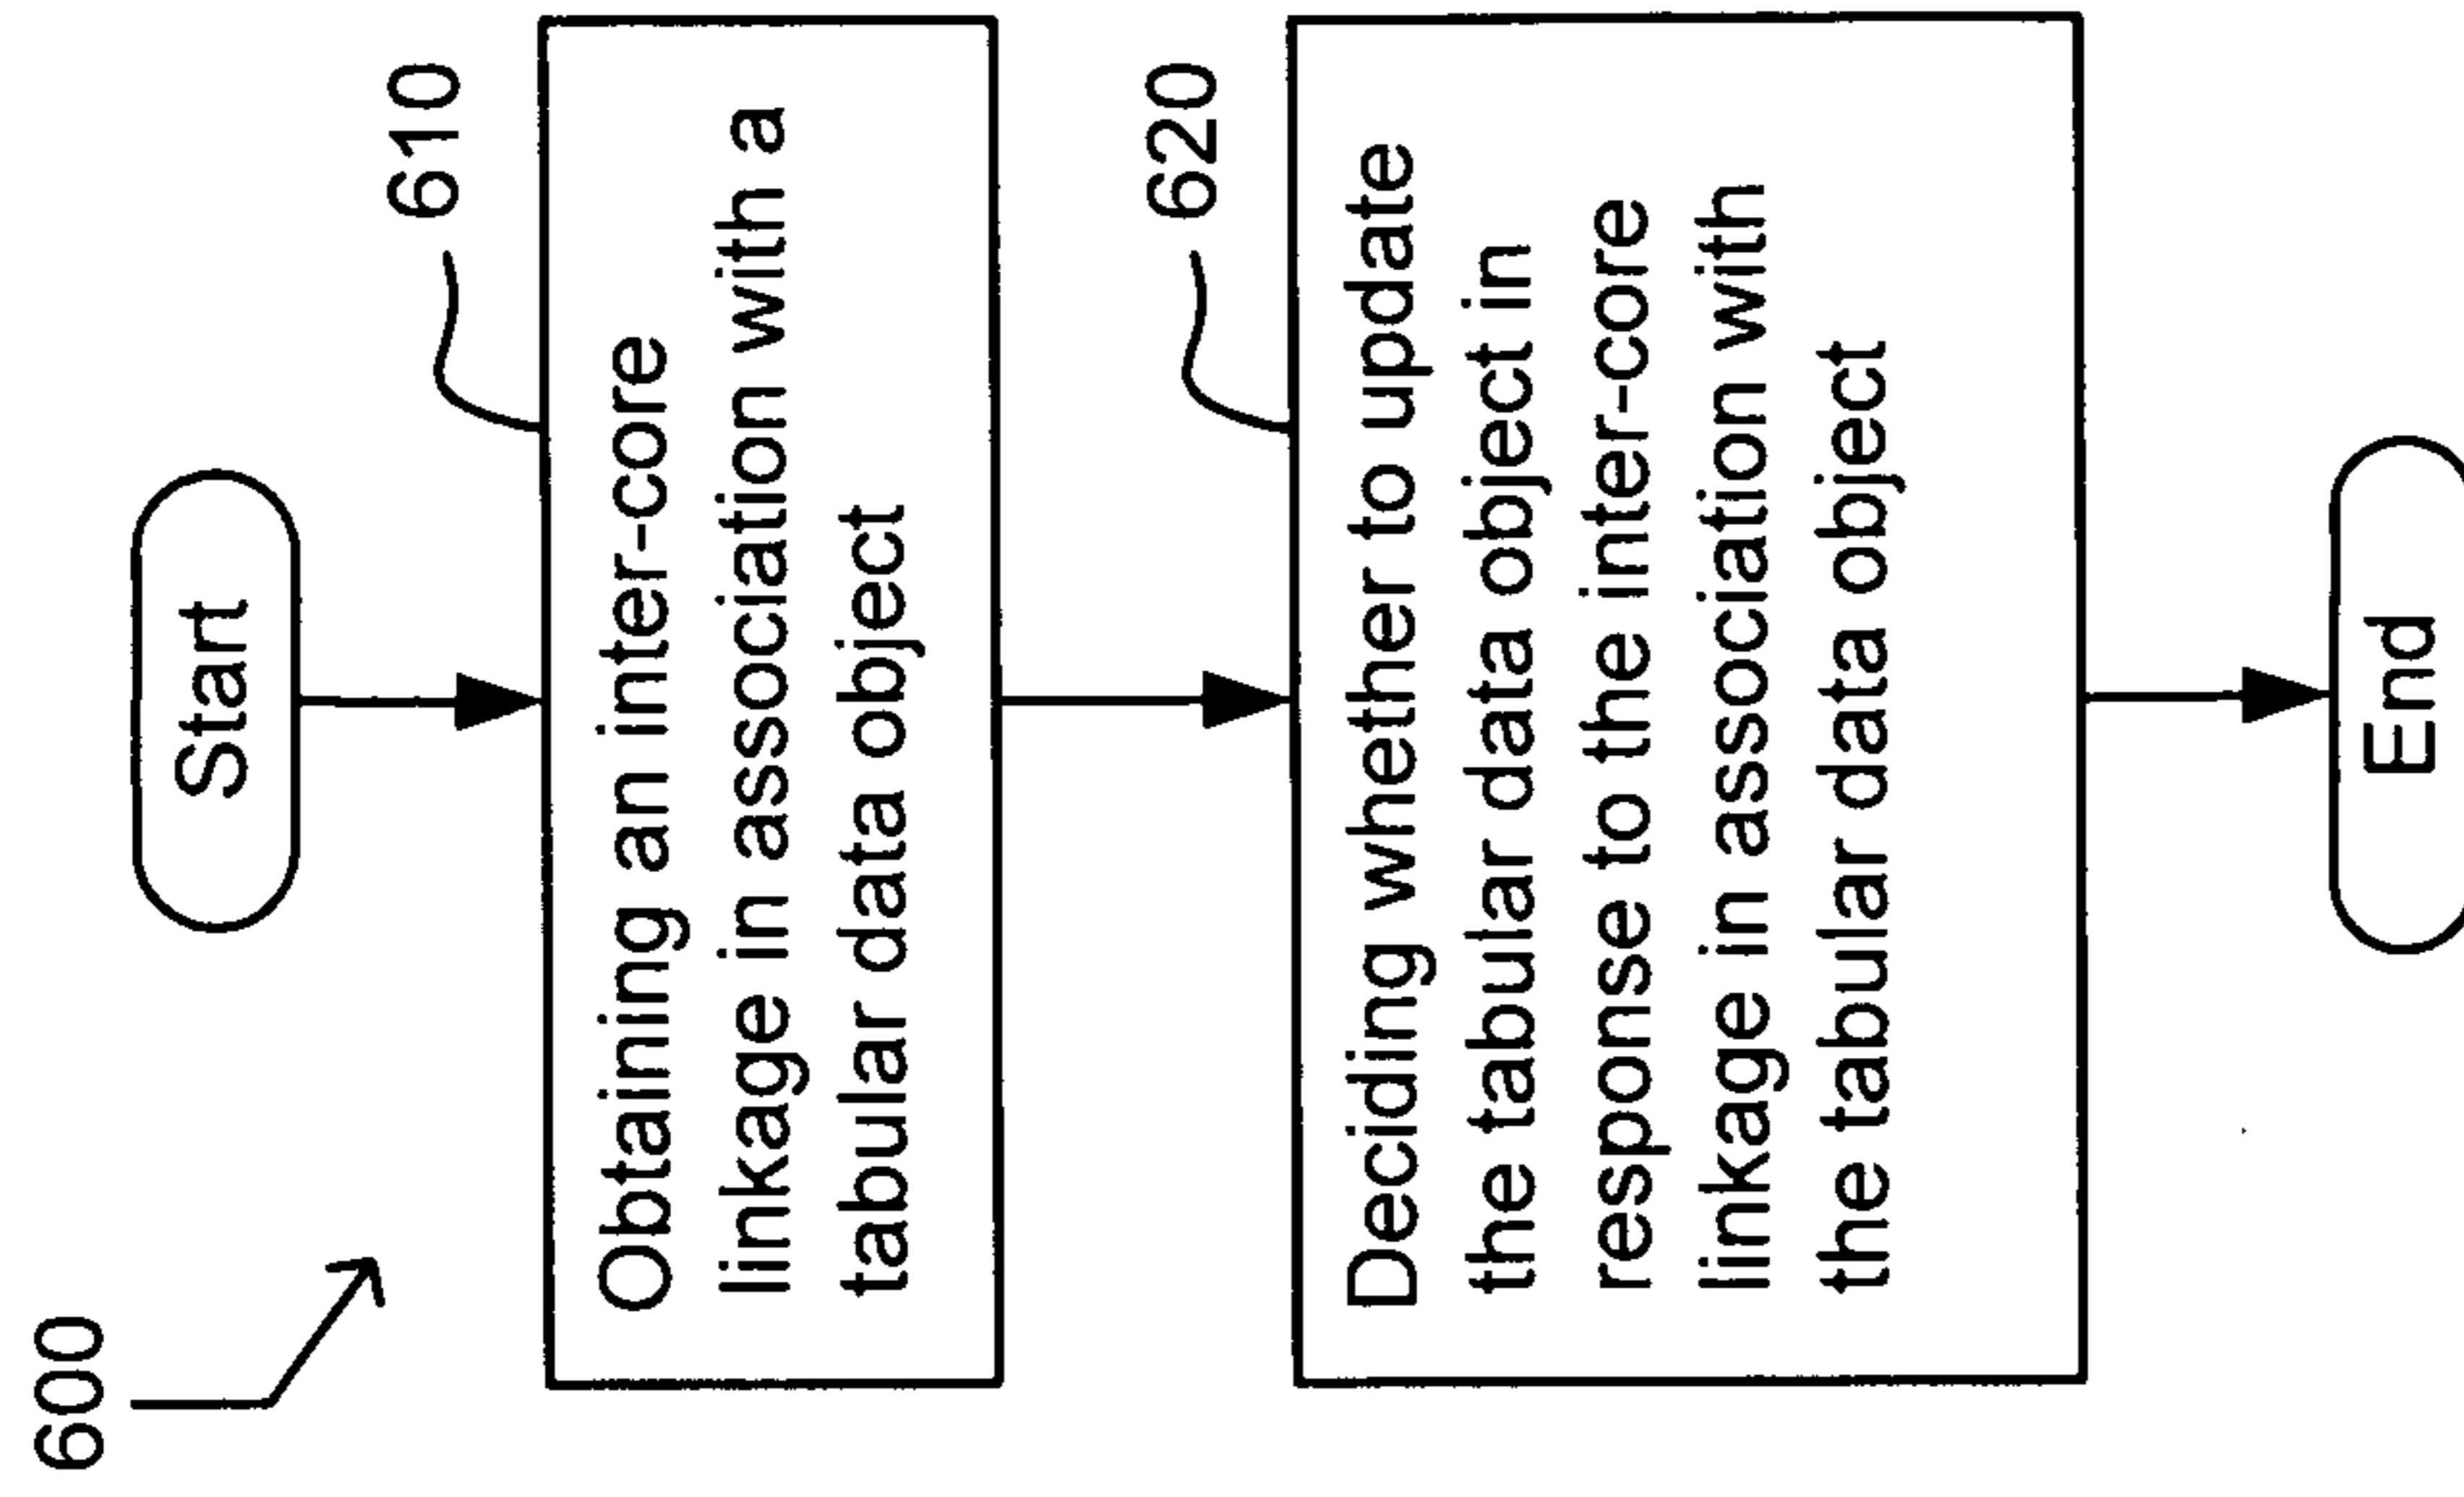 600
Start
610
Obtaining an inter-core
linkage in association with a
tabular data object
620
Deciding whether to update
the tabular data object in
response to the inter-core
linkage in association with
the tabular data object
End